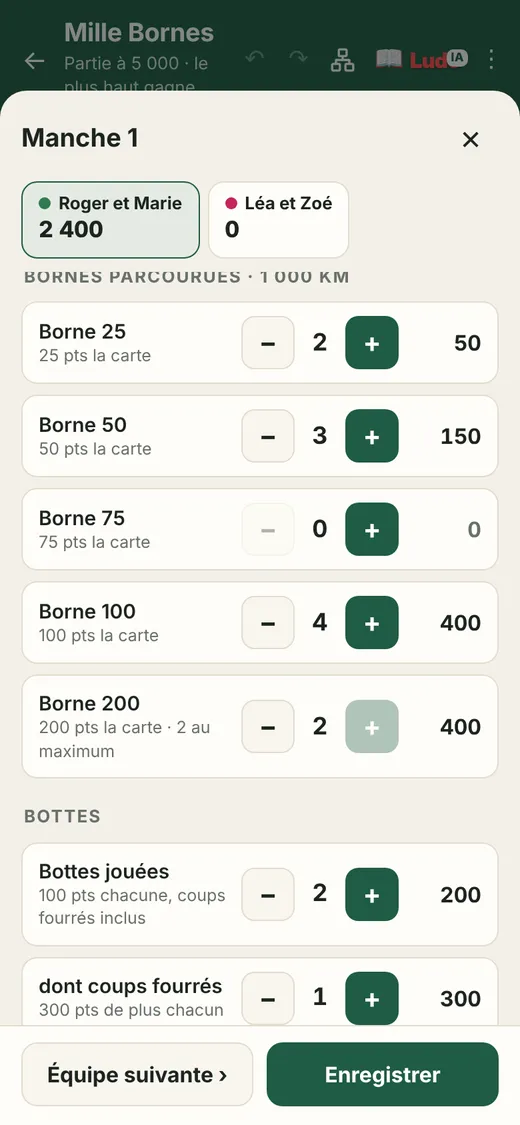 Mille Bornes
Partie à 5 000 · le
plus haut gagne
LudIA
Manche 1
Roger et Marie
2 400
Léa et Zoé
0
BORNES PARCOURUES · 1 000 KM
Borne 25
25 pts la carte
− 2 + 50
Borne 50
50 pts la carte
− 3 + 150
Borne 75
75 pts la carte
− 0 + 0
Borne 100
100 pts la carte
− 4 + 400
Borne 200
200 pts la carte · 2 au
maximum
− 2 + 400
BOTTES
Bottes jouées
100 pts chacune, coups
fourrés inclus
− 2 + 200
dont coups fourrés
300 pts de plus chacun
− 1 + 300
Équipe suivante ›
Enregistrer